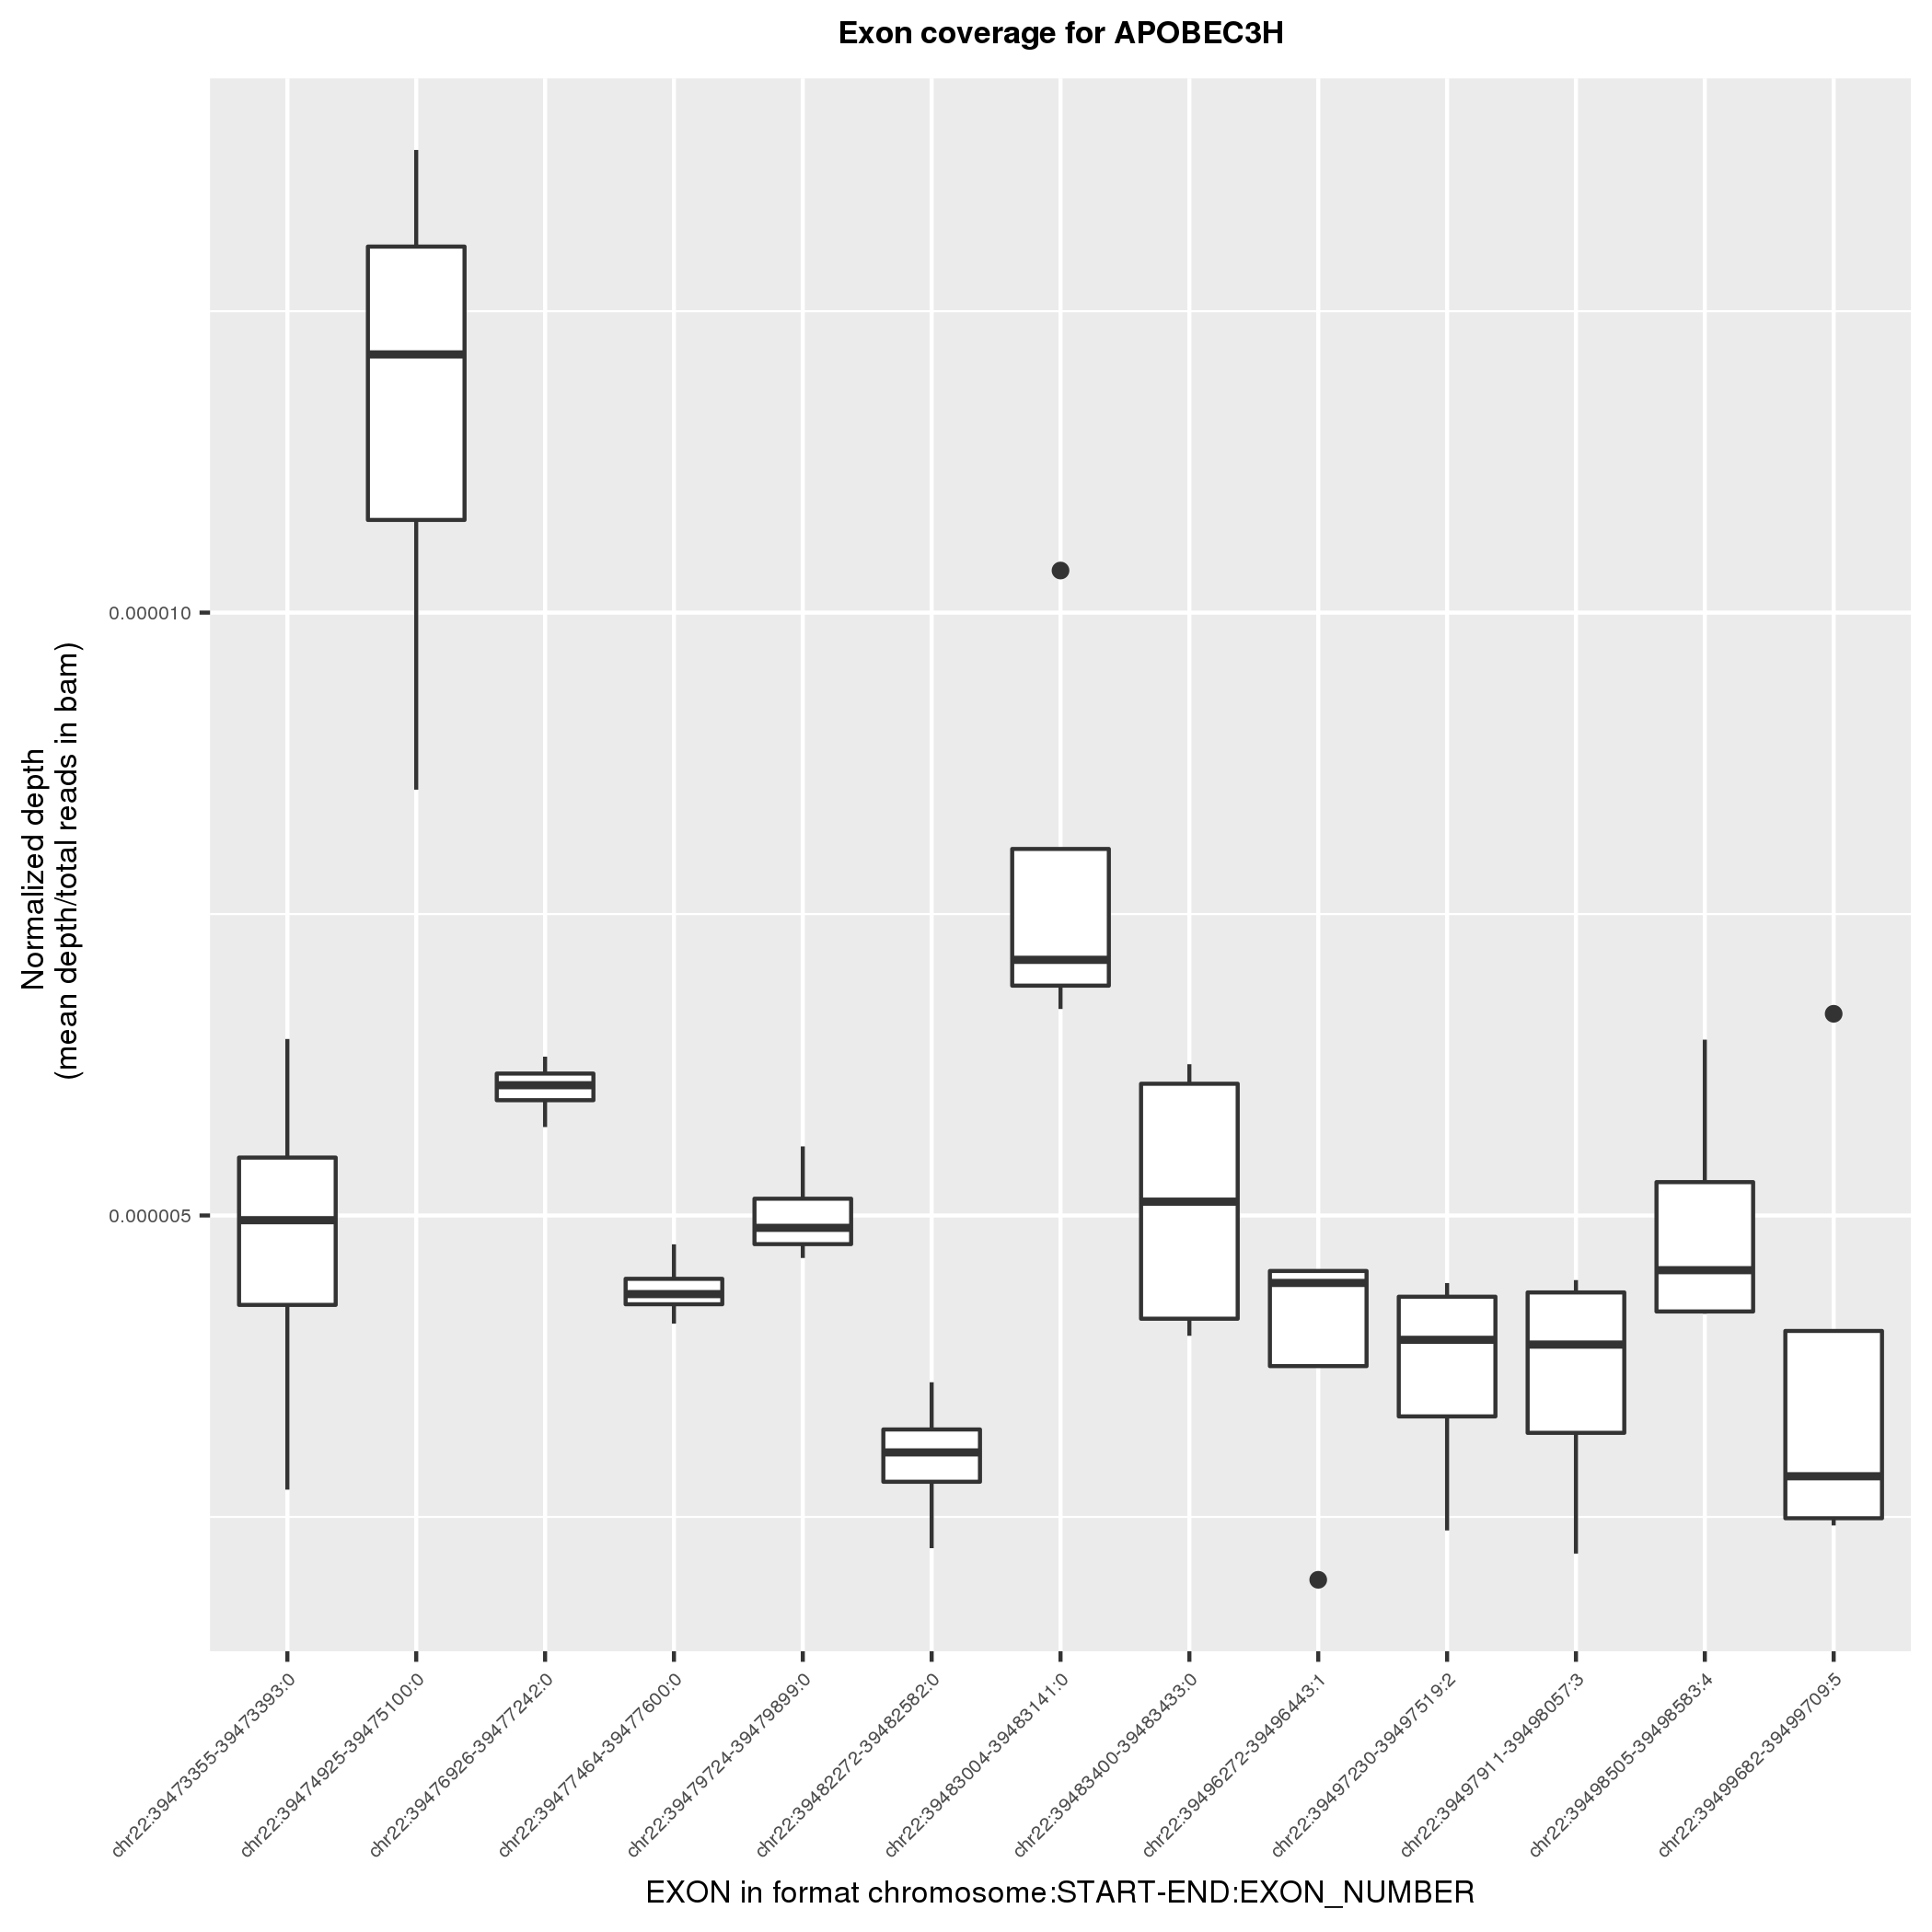 Exon coverage for APOBEC3H
Normalized depth
(mean depth/total reads in bam)
0.000010
0.000005
chr22:39473355-39473393:0
chr22:39474925-39475100:0
chr22:39476926-39477242:0
chr22:39477464-39477600:0
chr22:39479724-39479899:0
chr22:39482272-39482582:0
chr22:39483004-39483141:0
chr22:39483400-39483433:0
chr22:39496272-39496443:1
chr22:39497230-39497519:2
chr22:39497911-39498057:3
chr22:39498505-39498583:4
chr22:39499682-39499709:5
EXON in format chromosome:START-END:EXON_NUMBER